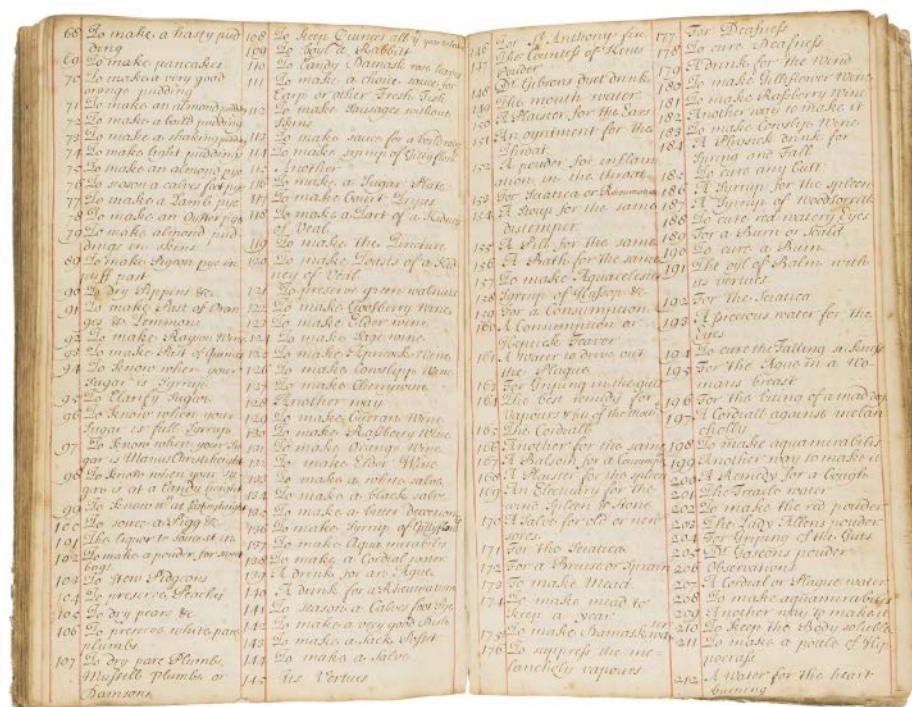 68 To make a hasty pud
ding
69 To make pancakes
70 To make a very good
orange pudding
71 To make an almond pudding
72 To make a boild pudding
73 To make a shaking pudding
74 To make light puddings
75 To make an almond pye
76 To season a calves foot pye
77 To make a Lamb pye
78 To make an Oyster pye
79 To make almond pud
dings in skins
89 To make Pigeon pye in
puff past
90 To dry Pippins &c
91 To make Past of Oran
ges & Lemmons
92 To make Rayson Wine
93 To make Past of
94 To know when your
Sugar is Syrrup
95 To Clarify Sugar
96 To know when your
Sugar is full Syrrup
97 To know when your Su
gar is Manus Christi height
98 To know when your Su
gar is at a Candy height
99 To know
100 To souce a Pigg &c
101 The liquor to souce it in
102 To make a powder for sweet
bags
103 To Stew Pidgeons
104 To preserve Peaches
105 To dry pears &c
106 To preserve white pare
plumbs
107 To dry pare Plumbs
Mussell plumbs or
Damsons
108 To keep Quinces all y year
109 To boyl a Rabbit
110 To Candy Damask rose leaves
111 To make a choice sauce for
Carp or other Fresh Fish
112 To make Sausages without
skins
113 To make sauce for a boild
114 To make sirrup of Gillyflow
115 Another
116 To make a Sugar Plate
117 To make Court
118 To make a Tart of a Kidney
of Veal
119 To make the Tincture
120 To make Toasts of a Kid
ney of Veal
121 To preserve green walnuts
122 To make Goosberry Wine
123 To make Elder wine
124 To make Sage wine
125 To make Apricock Wine
126 To make Cowslipp Wine
127 To make Cherrywine
128 Another way
129 To make Curran Wine
130 To make Rasberry Wine
131 To make Orange Wine
132 To make Elder Wine
133 To make a white salve
134 To make a black salve
135 To make a bitter decoction
136 To make Syrrup of Gillyflow
137 To make Aqua mirabilis
138 To make a Cordial water
139 A drink for an Ague
140 A drink for a Rheumatism
141 To season a Calves foot Pye
142 To make a very good
143 To make a Sack Posset
144 To make a Salve
145 Its Vertues
146 For St Anthonys fire
147 The Countess of Kents
Powder
148 Dr Gibsons Diet drink
149 The mouth water
150 A Plaister for the Ears
151 An oyntment for the
Throat
152 A powder for inflam
ation in the throat
153 For Sciatica or Rheumatism
154 A Stoup for the same
distemper
155 A Pill for the same
156 A Bath for the same
157 To make Aquacelestis
158 Syrrup of Hyssop &c
159 For a Consumption
160 A Consumption or
Heptick Feavor
161 A Water to drive out
the Plague
163 For Griping in the guts
164 The best remidy for
Vapours & fits of the Mother
165 The Cordiall
166 Another for the same
167 A Balsom for a Consumption
168 A Plaister for the spleen
169 An Electuary for the
wind Spleen & Stone
170 A Salve for old or new
sores
171 For the Sciatica
172 For a Bruise or Sprain
173 To make Mead
174 To make mead to
keep a year
175 To make Damask water
176 To suppress the me-
lancholy vapours
177 For Deafness
178 To cure Deafness
179 A drink for the Wind
180 To make Gilleflower Wine
181 To make Rasberry Wine
182 Another way to make it
183 To make Cowslip Wine
184 A Physick drink for
Spring and Fall
185 To cure any Cutt
186 A Syrrup for the spleen
187 A Syrrup of Woodsorrell
188 To cure red watery Eyes
189 For a Burn or Scald
190 To cure a Rheum
191 The oyl of Balm with
its vertues
192 For the Sciatica
193 A precious water for the
Eyes
194 To cure the Falling sickness
195 For the Ague in a Wo
mans breast
196 For the biting of a mad dog
197 A Cordiall against melan
cholly
198 To make aquamirabilis
199 Another way to make it
200 A Remedy for a Cough
201 The Treacle water
202 To make the red powder
203 The Lady Allens powder
204 For Griping of the Guts
205 Dr Gascons powder
206 Observations
207 A Cordial or Plague water
208 To make aquamirabilis
209 Another way to make it
210 To keep the Body soluble
211 To make a pottle of Hip
pocrass
212 A Water for the heart
burning